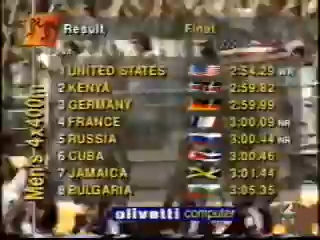 Result Final
Men's 4x400m
1 UNITED STATES 2:54.29 WR
2 KENYA 2:59.82
3 GERMANY 2:59.99
4 FRANCE 3:00.09 NR
5 RUSSIA 3:00.44 NR
6 CUBA 3:00.46
7 JAMAICA 3:01.44
8 BULGARIA 3:05.35
olivetti computer